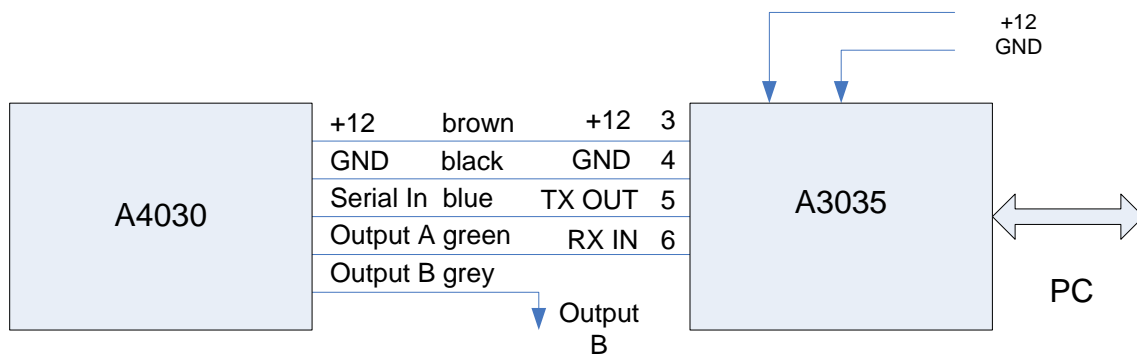 +12
GND
+12 brown +12 3
GND black GND 4
A4030
Serial In blue TX OUT 5
A3035
Output A green RX IN 6
Output B grey
PC
Output
B